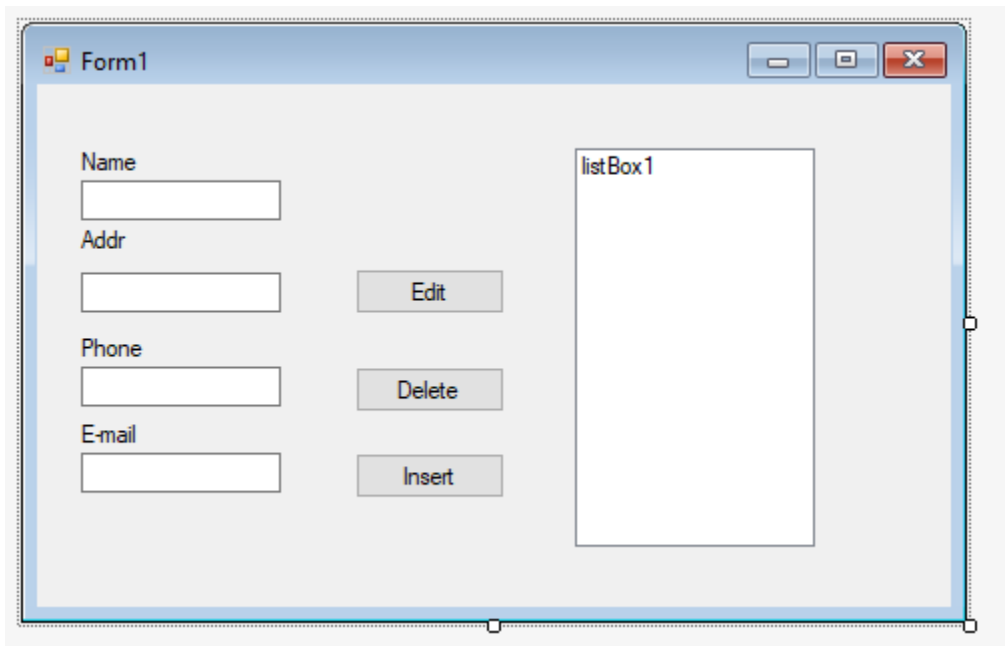 Form1
Name
listBox1
Addr
Edit
Phone
Delete
E-mail
Insert